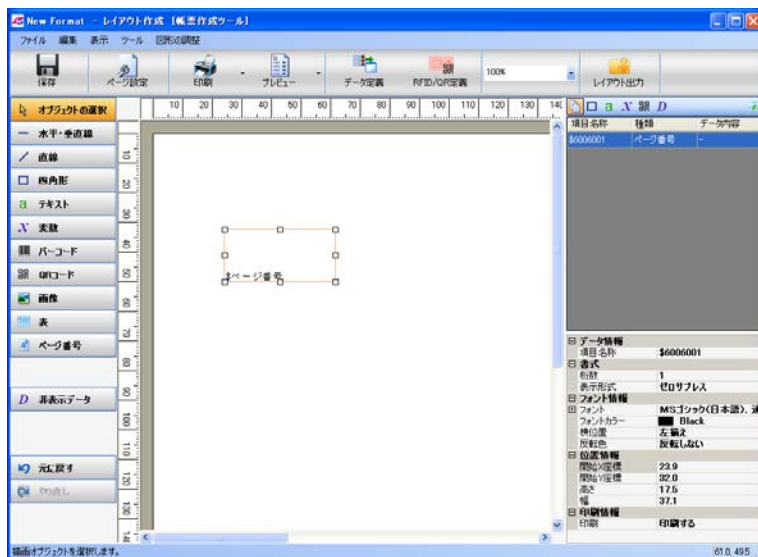 New Format - レイアウト作成 [帳票作成ツール]
ファイル 編集 表示 ツール 図形の調整
保存 ページ設定 印刷 プレビュー データ定義 RFID/QR定義 100% レイアウト出力
オブジェクトの選択
水平・垂直線
直線
四角形
テキスト
変数
バーコード
QRコード
画像
表
ページ番号
非表示データ
元に戻す
やり直し
10 20 30 40 50 60 70 80 90 100 110 120 130 140
10
20
30
40
50
60
70
80
90
100
110
120
130
14
$ページ番号
a X D
項目名称 種類 データ内容
$6006001 ページ番号 -
データ情報
項目名称 $6006001
書式
桁数 1
表示形式 ゼロサプレス
フォント情報
フォント MSゴシック(日本語),
フォントカラー Black
横位置 左揃え
反転色 反転しない
位置情報
開始X座標 23.9
開始Y座標 32.0
高さ 17.5
幅 37.1
印刷情報
印刷 印刷する
描画オブジェクトを選択します。
61.0, 49.5